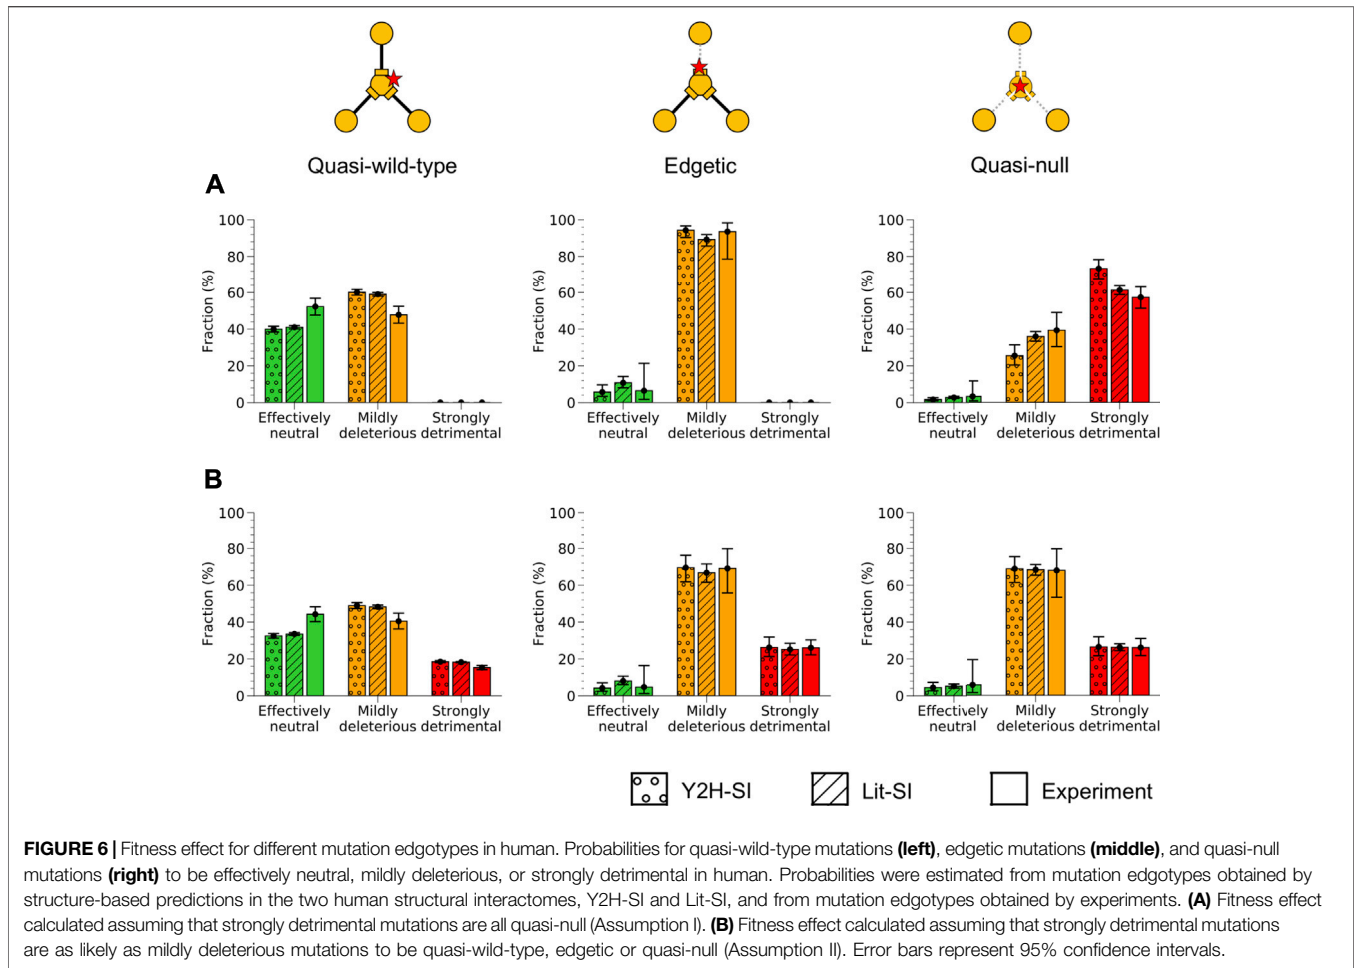 Quasi-wild-type
Edgetic
Quasi-null
A
100
80
60
40
20
0
Fraction (%)
Effectively
neutral
Mildly
deleterious
Strongly
detrimental
100
80
60
40
20
0
Fraction (%)
Effectively
neutral
Mildly
deleterious
Strongly
detrimental
100
80
60
40
20
0
Fraction (%)
Effectively
neutral
Mildly
deleterious
Strongly
detrimental
B
100
80
60
40
20
0
Fraction (%)
Effectively
neutral
Mildly
deleterious
Strongly
detrimental
100
80
60
40
20
0
Fraction (%)
Effectively
neutral
Mildly
deleterious
Strongly
detrimental
100
80
60
40
20
0
Fraction (%)
Effectively
neutral
Mildly
deleterious
Strongly
detrimental
Y2H-SI
Lit-SI
Experiment
FIGURE 6 | Fitness effect for different mutation edgotypes in human. Probabilities for quasi-wild-type mutations (left), edgetic mutations (middle), and quasi-null
mutations (right) to be effectively neutral, mildly deleterious, or strongly detrimental in human. Probabilities were estimated from mutation edgotypes obtained by
structure-based predictions in the two human structural interactomes, Y2H-SI and Lit-SI, and from mutation edgotypes obtained by experiments. (A) Fitness effect
calculated assuming that strongly detrimental mutations are all quasi-null (Assumption I). (B) Fitness effect calculated assuming that strongly detrimental mutations
are as likely as mildly deleterious mutations to be quasi-wild-type, edgetic or quasi-null (Assumption II). Error bars represent 95% confidence intervals.